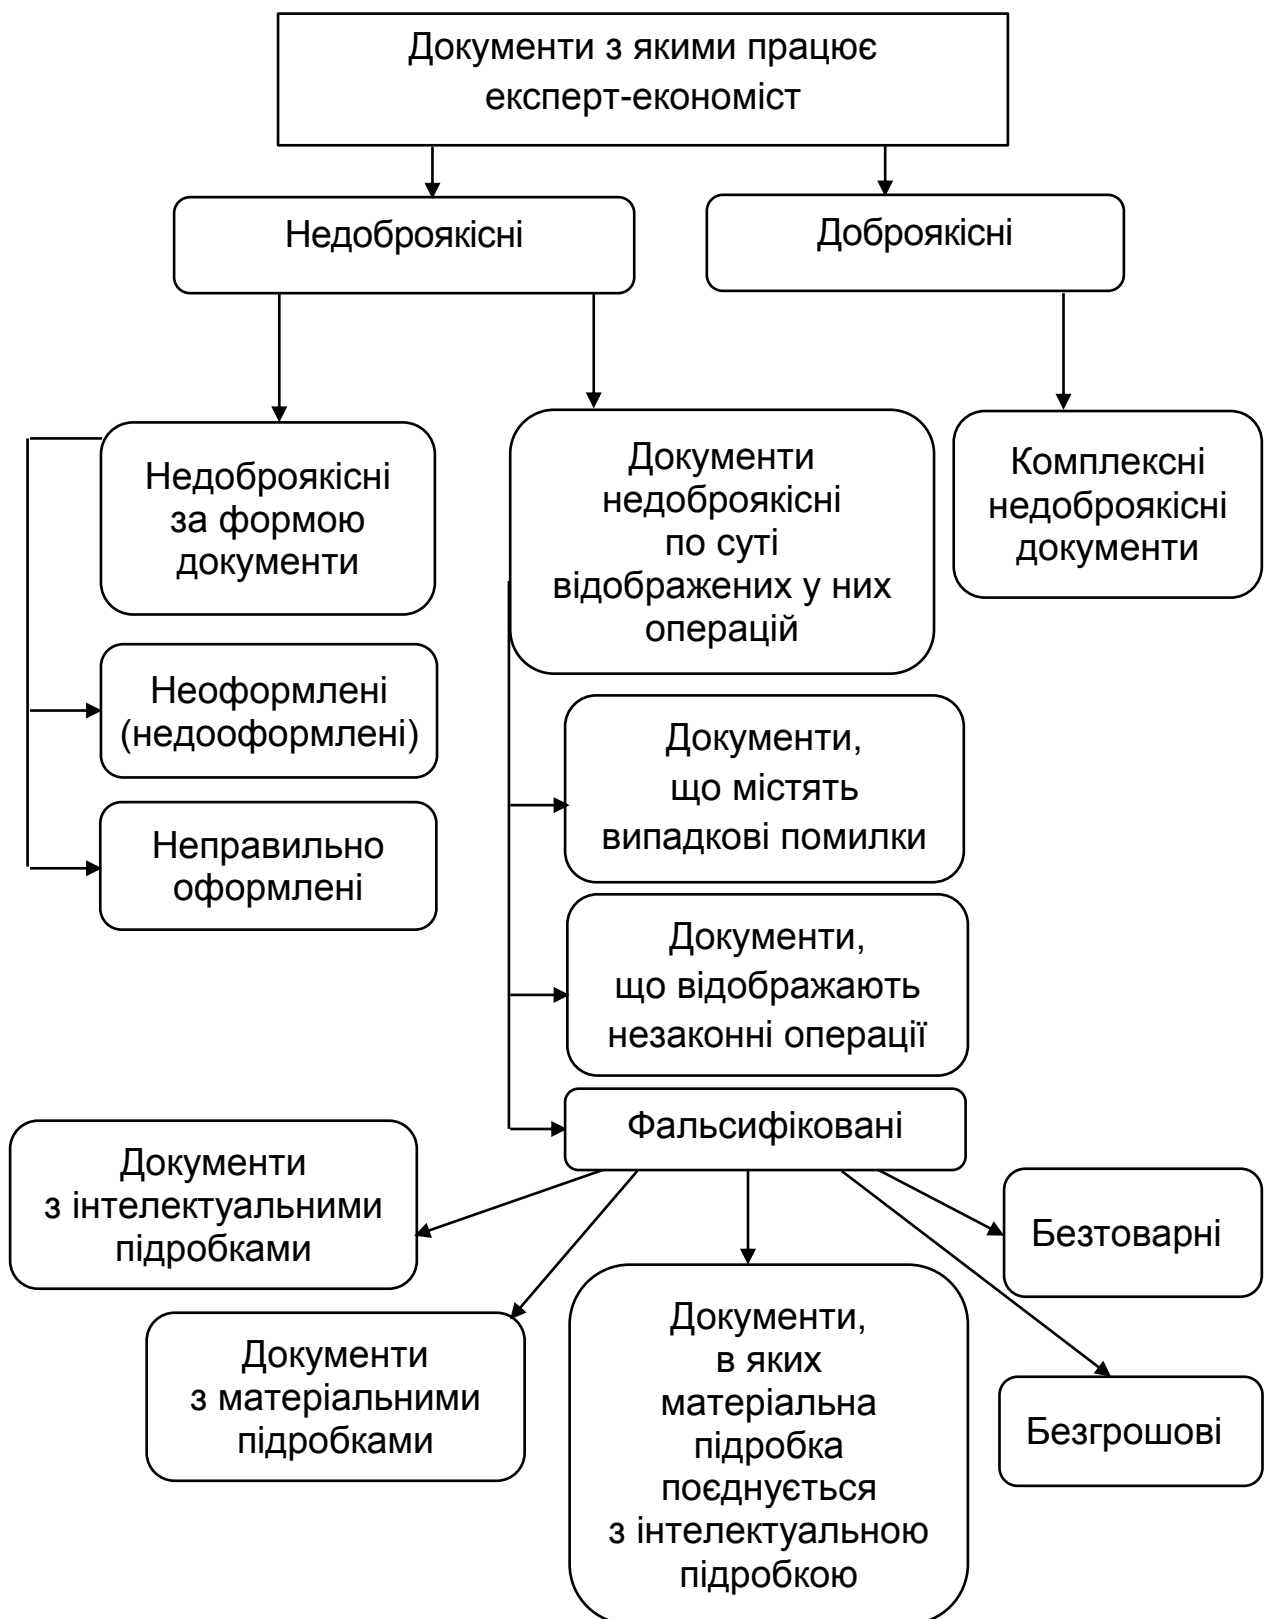 Документи з якими працює
експерт-економіст
Недоброякісні
Доброякісні
Недоброякісні
за формою
документи
Документи
недоброякісні
по суті
відображених у них
операцій
Комплексні
недоброякісні
документи
Неоформлені
(недооформлені)
Неправильно
оформлені
Документи,
що містять
випадкові помилки
Документи,
що відображають
незаконні операції
Фальсифіковані
Документи
з інтелектуальними
підробками
Документи
з матеріальними
підробками
Документи,
в яких
матеріальна
підробка
поєднується
з інтелектуальною
підробкою
Безтоварні
Безгрошові